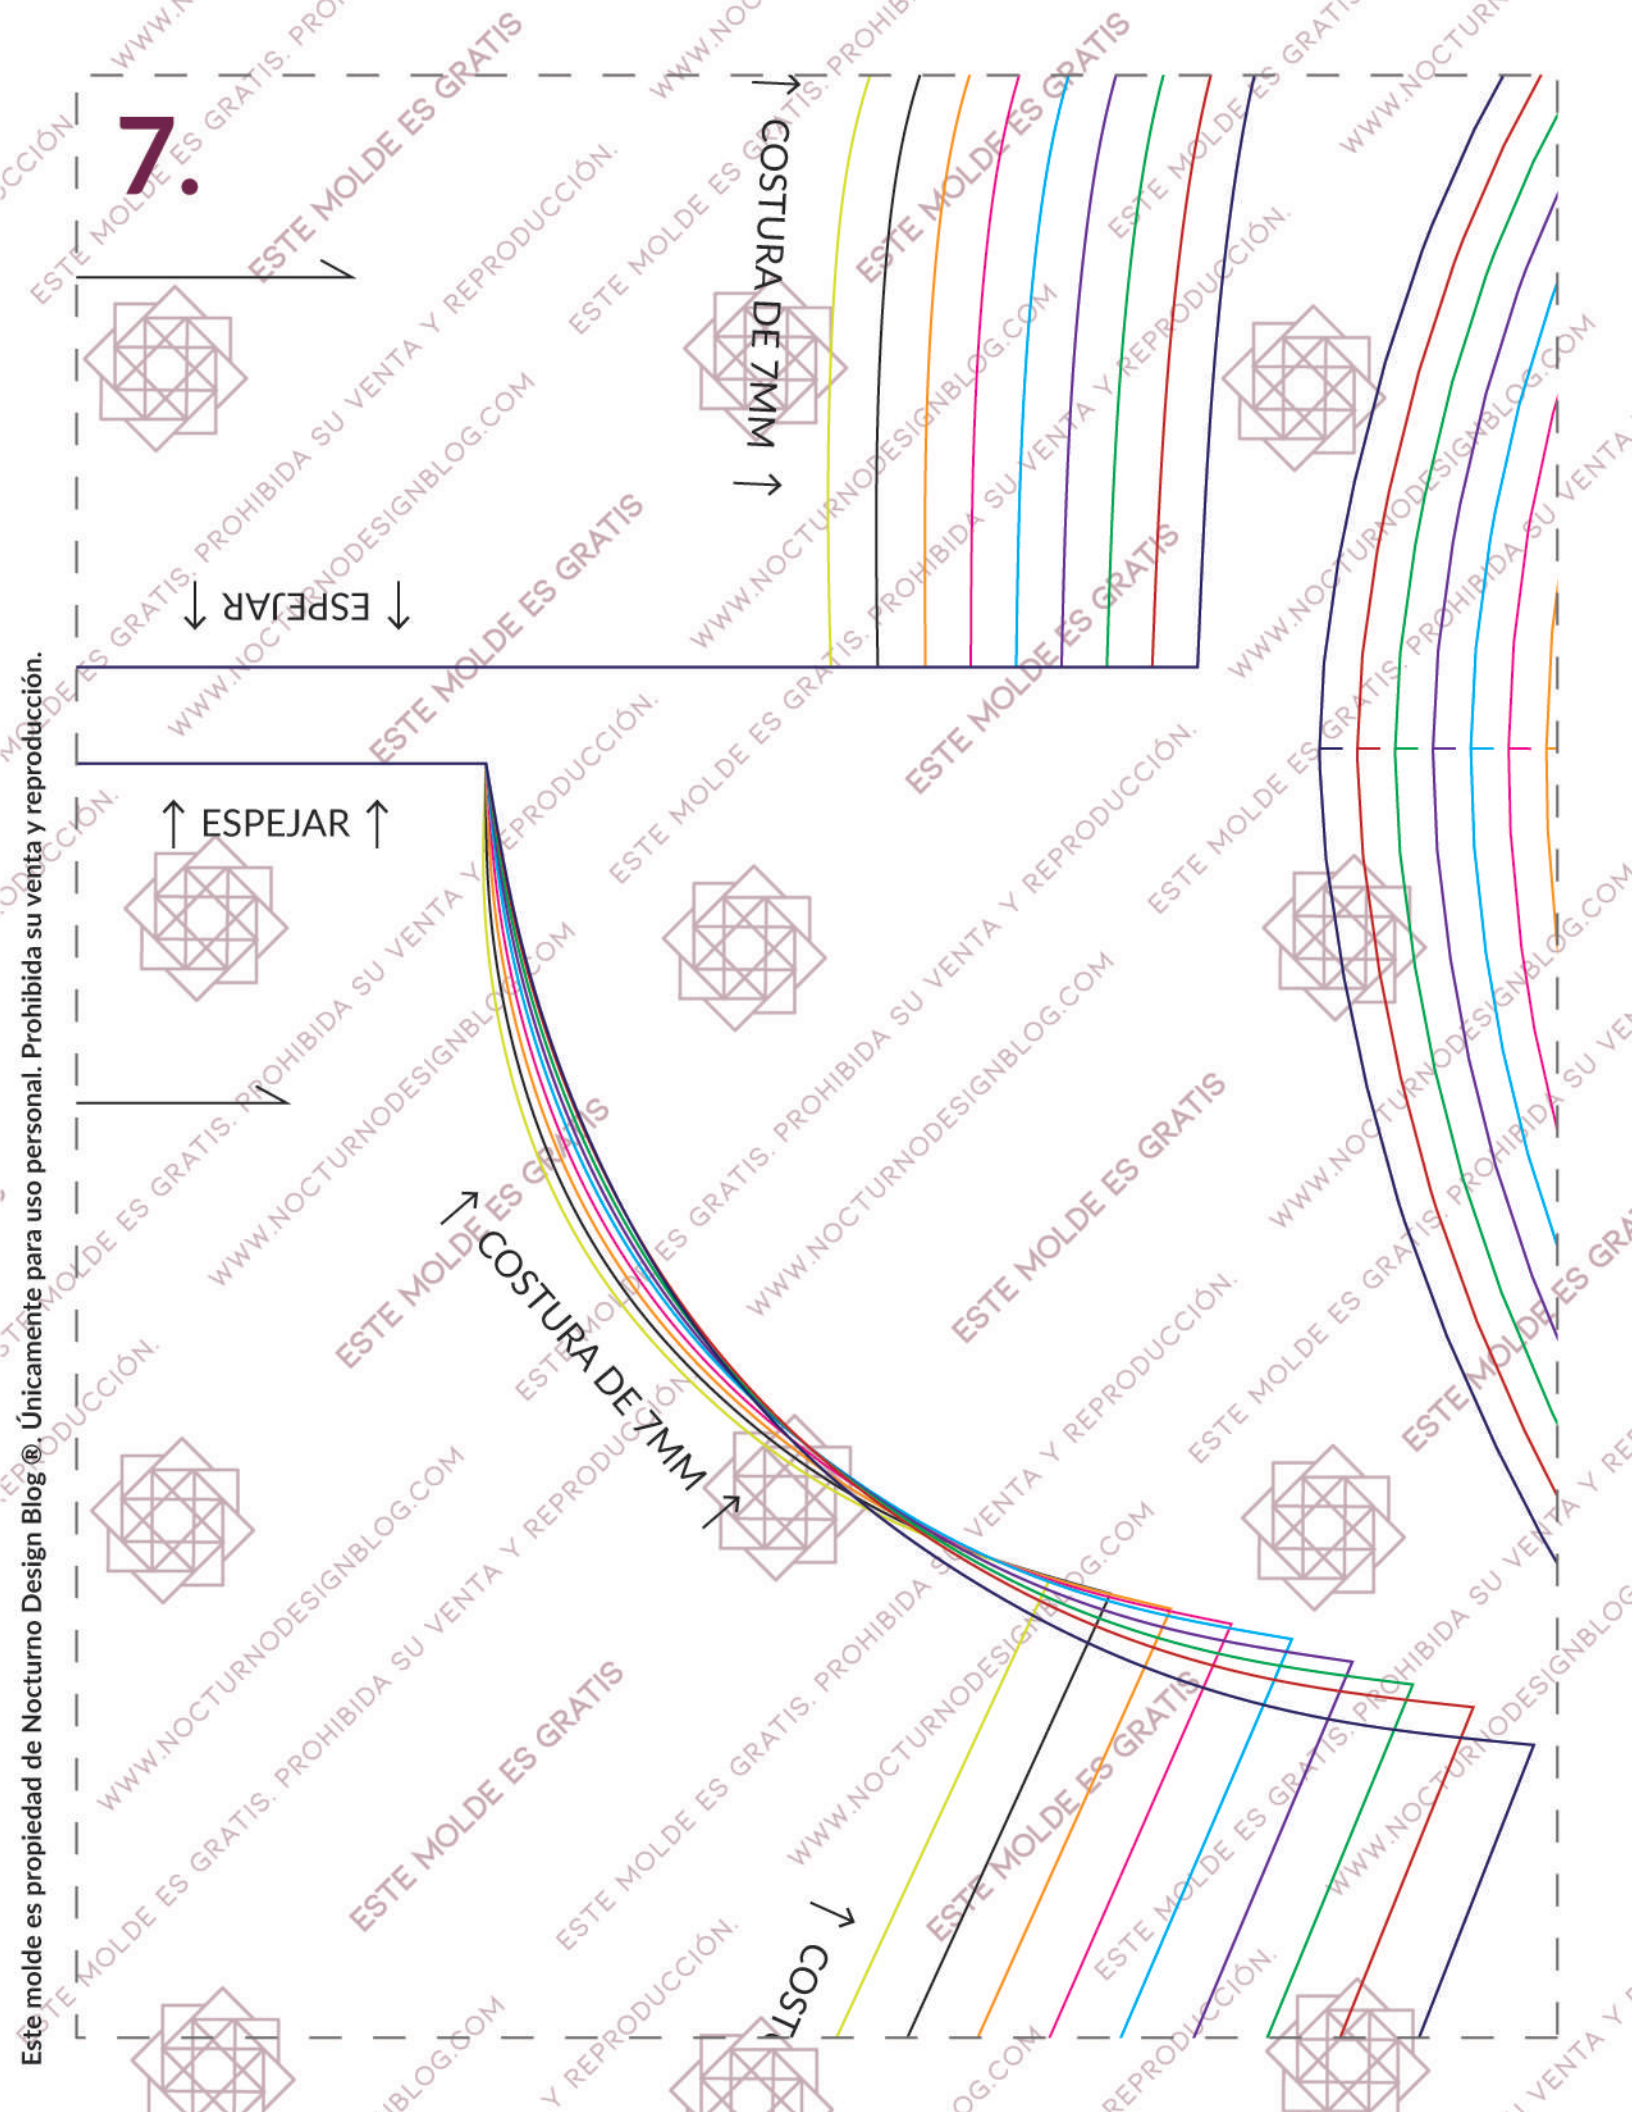 7.
→ COSTURA DE 7MM →
↓ ESPEJAR ↓
↑ ESPEJAR ↑
→ COSTURA DE 7MM →
→ COST
Este molde es propiedad de Nocturno Design Blog ®. Únicamente para uso personal. Prohibida su venta y reproducción.
ESTE MOLDE ES GRATIS
ESTE MOLDE ES GRATIS. PROHIBIDA SU VENTA Y REPRODUCCIÓN.
WWW.NOCTURNODESIGNBLOG.COM